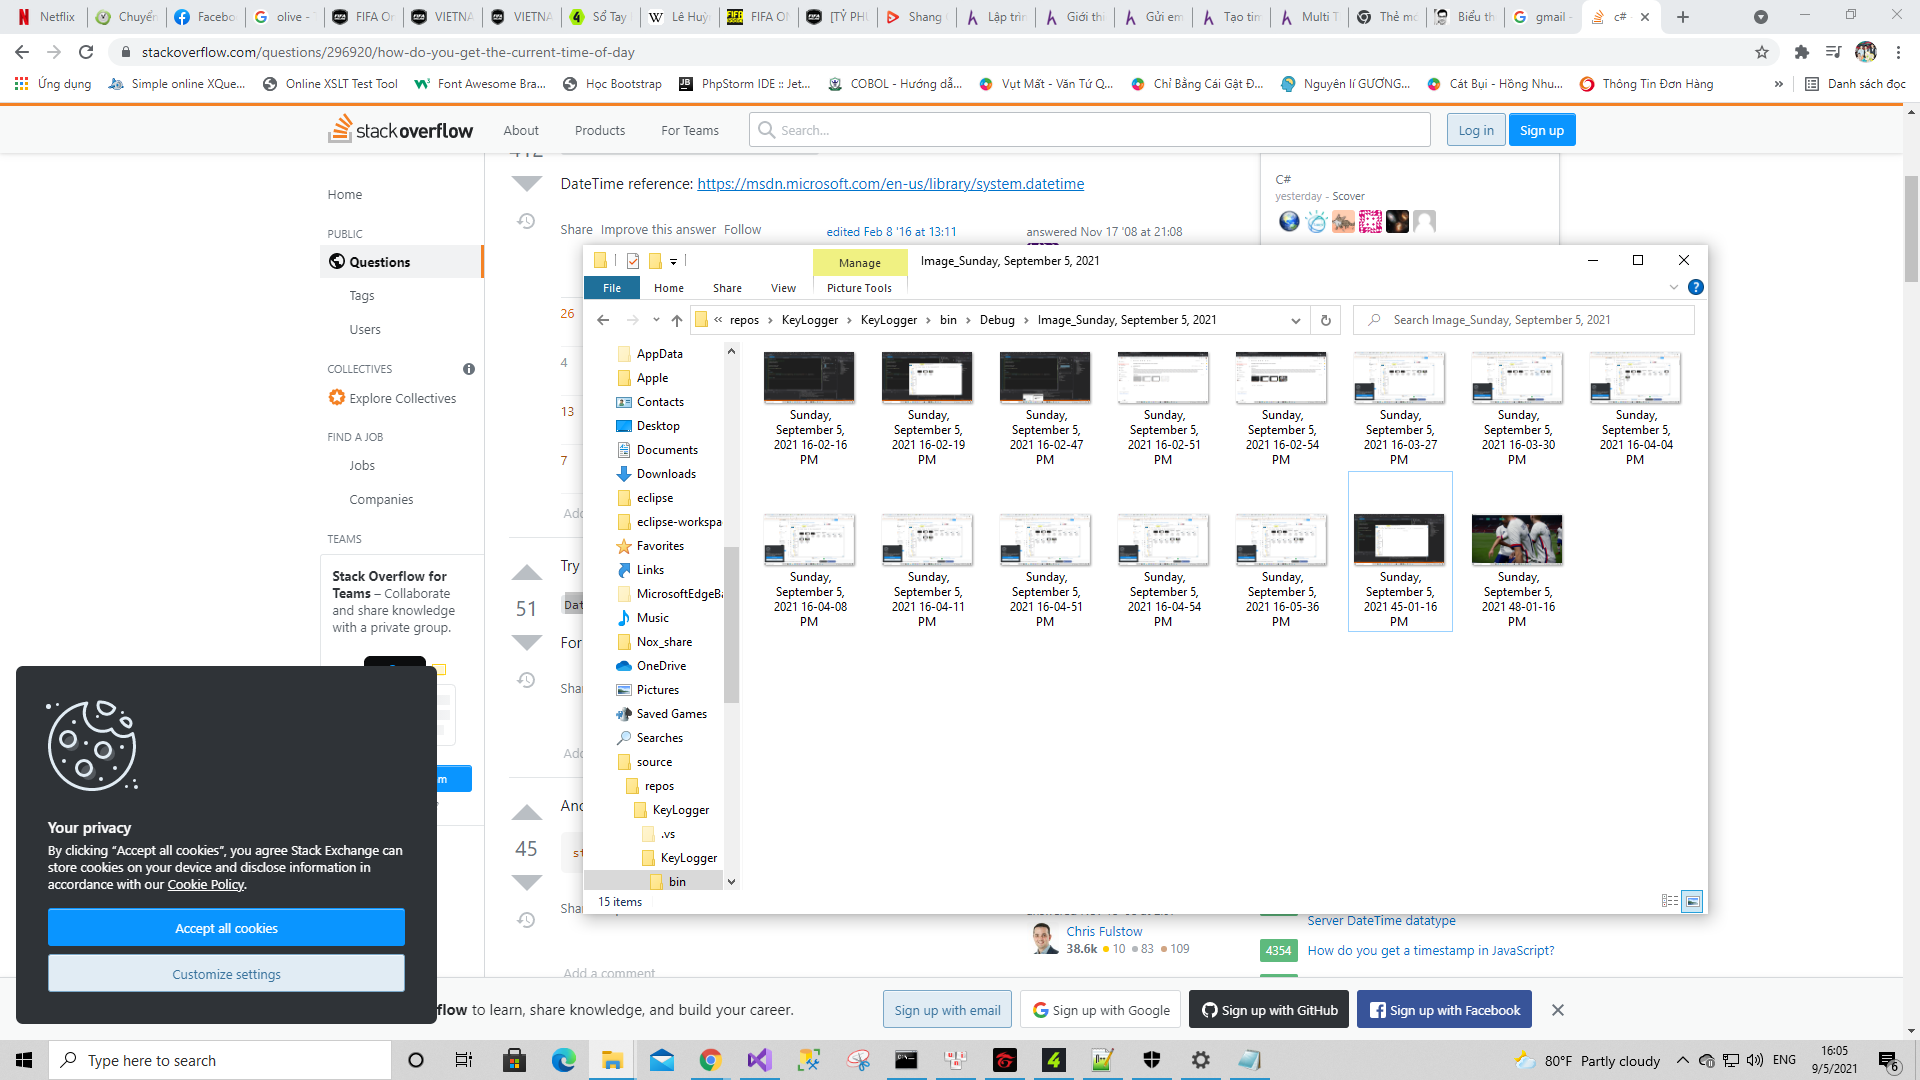 Netflix
Chuyển
Facebo
olive -
FIFA On
VIETNA
VIETNA
Sổ Tay
Lê Huỳ
FIFA O
[TỶ PH
Shang
Lập trìn
Giới thi
Gửi em
Tạo tin
Multi T
Thẻ mo
Biểu th
gmail -
c#
stackoverflow.com/questions/296920/how-do-you-get-the-current-time-of-day
Ứng dụng
Simple online XQue...
Online XSLT Test Tool
Font Awesome Bra...
Học Bootstrap
PhpStorm IDE :: Jet...
COBOL - Hướng dẫ...
Vụt Mất - Văn Tứ Q...
Chỉ Bằng Cái Gật Đ...
Nguyên lí GƯƠNG...
Cát Bụi - Hồng Nhu...
Thông Tin Đơn Hàng
»
Danh sách đọc
stackoverflow
About
Products
For Teams
Search...
Log in
Sign up
Home
PUBLIC
Questions
Tags
Users
COLLECTIVES
Explore Collectives
FIND A JOB
Jobs
Companies
TEAMS
Stack Overflow for
Teams – Collaborate
and share knowledge
with a private group.
412
DateTime reference: https://msdn.microsoft.com/en-us/library/system.datetime
Share Improve this answer Follow
edited Feb 8 '16 at 13:11
answered Nov 17 '08 at 21:08
C#
yesterday - Scover
26
4
13
7
Add
Try
51
Dat
For
Shar
Add
Ano
45
st
Shar
Manage
Image_Sunday, September 5, 2021
File
Home
Share
View
Picture Tools
« repos > KeyLogger > KeyLogger > bin > Debug > Image_Sunday, September 5, 2021
Search Image_Sunday, September 5, 2021
AppData
Apple
Contacts
Desktop
Documents
Downloads
eclipse
eclipse-workspa
Favorites
Links
MicrosoftEdgeBa
Music
Nox_share
OneDrive
Pictures
Saved Games
Searches
source
repos
KeyLogger
.vs
KeyLogger
bin
Sunday,
September 5,
2021 16-02-16
PM
Sunday,
September 5,
2021 16-02-19
PM
Sunday,
September 5,
2021 16-02-47
PM
Sunday,
September 5,
2021 16-02-51
PM
Sunday,
September 5,
2021 16-02-54
PM
Sunday,
September 5,
2021 16-03-27
PM
Sunday,
September 5,
2021 16-03-30
PM
Sunday,
September 5,
2021 16-04-04
PM
Sunday,
September 5,
2021 16-04-08
PM
Sunday,
September 5,
2021 16-04-11
PM
Sunday,
September 5,
2021 16-04-51
PM
Sunday,
September 5,
2021 16-04-54
PM
Sunday,
September 5,
2021 16-05-36
PM
Sunday,
September 5,
2021 45-01-16
PM
Sunday,
September 5,
2021 48-01-16
PM
15 items
Chris Fulstow
38.6k 10 83 109
Add a comment
Server DateTime datatype
4354 How do you get a timestamp in JavaScript?
Your privacy
By clicking “Accept all cookies”, you agree Stack Exchange can
store cookies on your device and disclose information in
accordance with our Cookie Policy.
Accept all cookies
Customize settings
flow to learn, share knowledge, and build your career.
Sign up with email
Sign up with Google
Sign up with GitHub
Sign up with Facebook
Type here to search
80°F Partly cloudy
ENG
16:05
9/5/2021
6